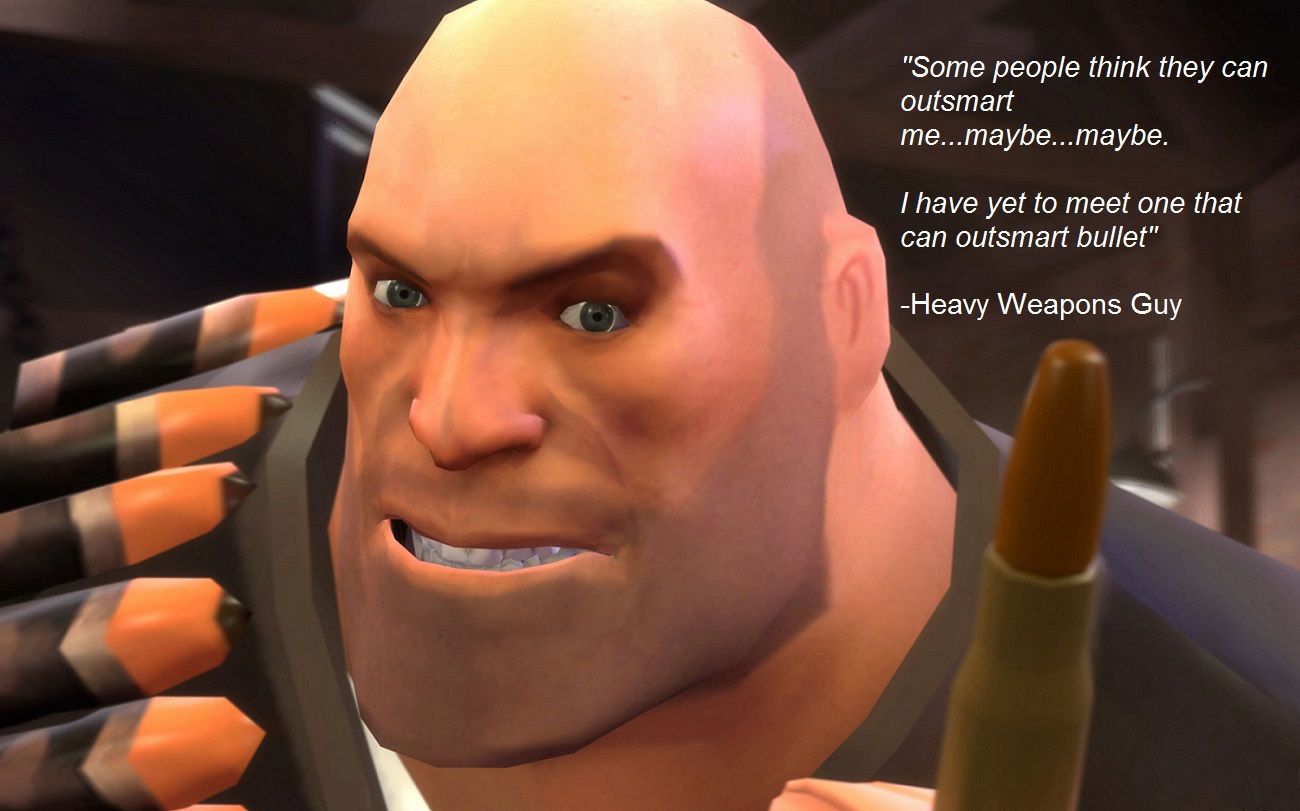 "Some people think they can
outsmart
me...maybe...maybe.
I have yet to meet one that
can outsmart bullet"
-Heavy Weapons Guy